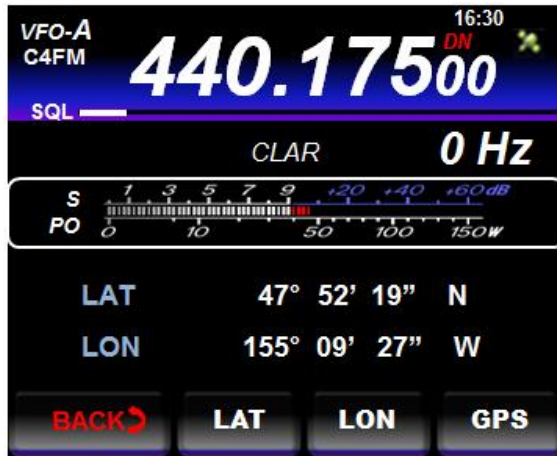 16:30
VFO-A
DN
C4FM
440.17500
SQL
CLAR 0 Hz
S 1 3 5 7 9 +20 +40 +60dB
PO 0 10 50 100 150W
LAT 47° 52’ 19” N
LON 155° 09’ 27” W
BACK LAT LON GPS